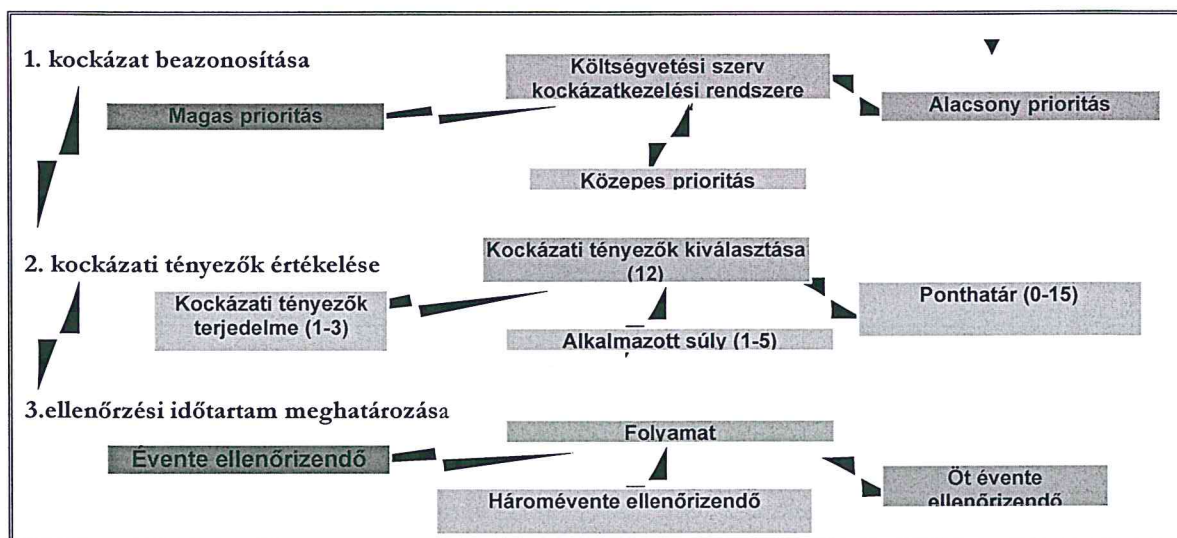 1. kockázat beazonosítása
Költségvetési szerv
kockázatkezelési rendszere
Magas prioritás
Alacsony prioritás
Közepes prioritás
2. kockázati tényezők értékelése
Kockázati tényezők kiválasztása
(12)
Kockázati tényezők
terjedelme (1-3)
Ponthatár (0-15)
Alkalmazott súly (1-5)
3.ellenőrzési időtartam meghatározása
Folyamat
Évente ellenőrizendő
Háromévente ellenőrizendő
Öt évente
ellenőrizendő